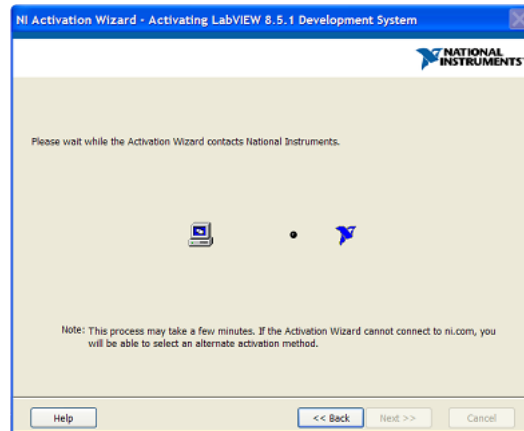 NI Activation Wizard - Activating LabVIEW 8.5.1 Development System
NATIONAL
INSTRUMENTS
Please wait while the Activation Wizard contacts National Instruments.
Note: This process may take a few minutes. If the Activation Wizard cannot connect to ni.com, you
will be able to select an alternate activation method.
Help
<< Back
Next >>
Cancel